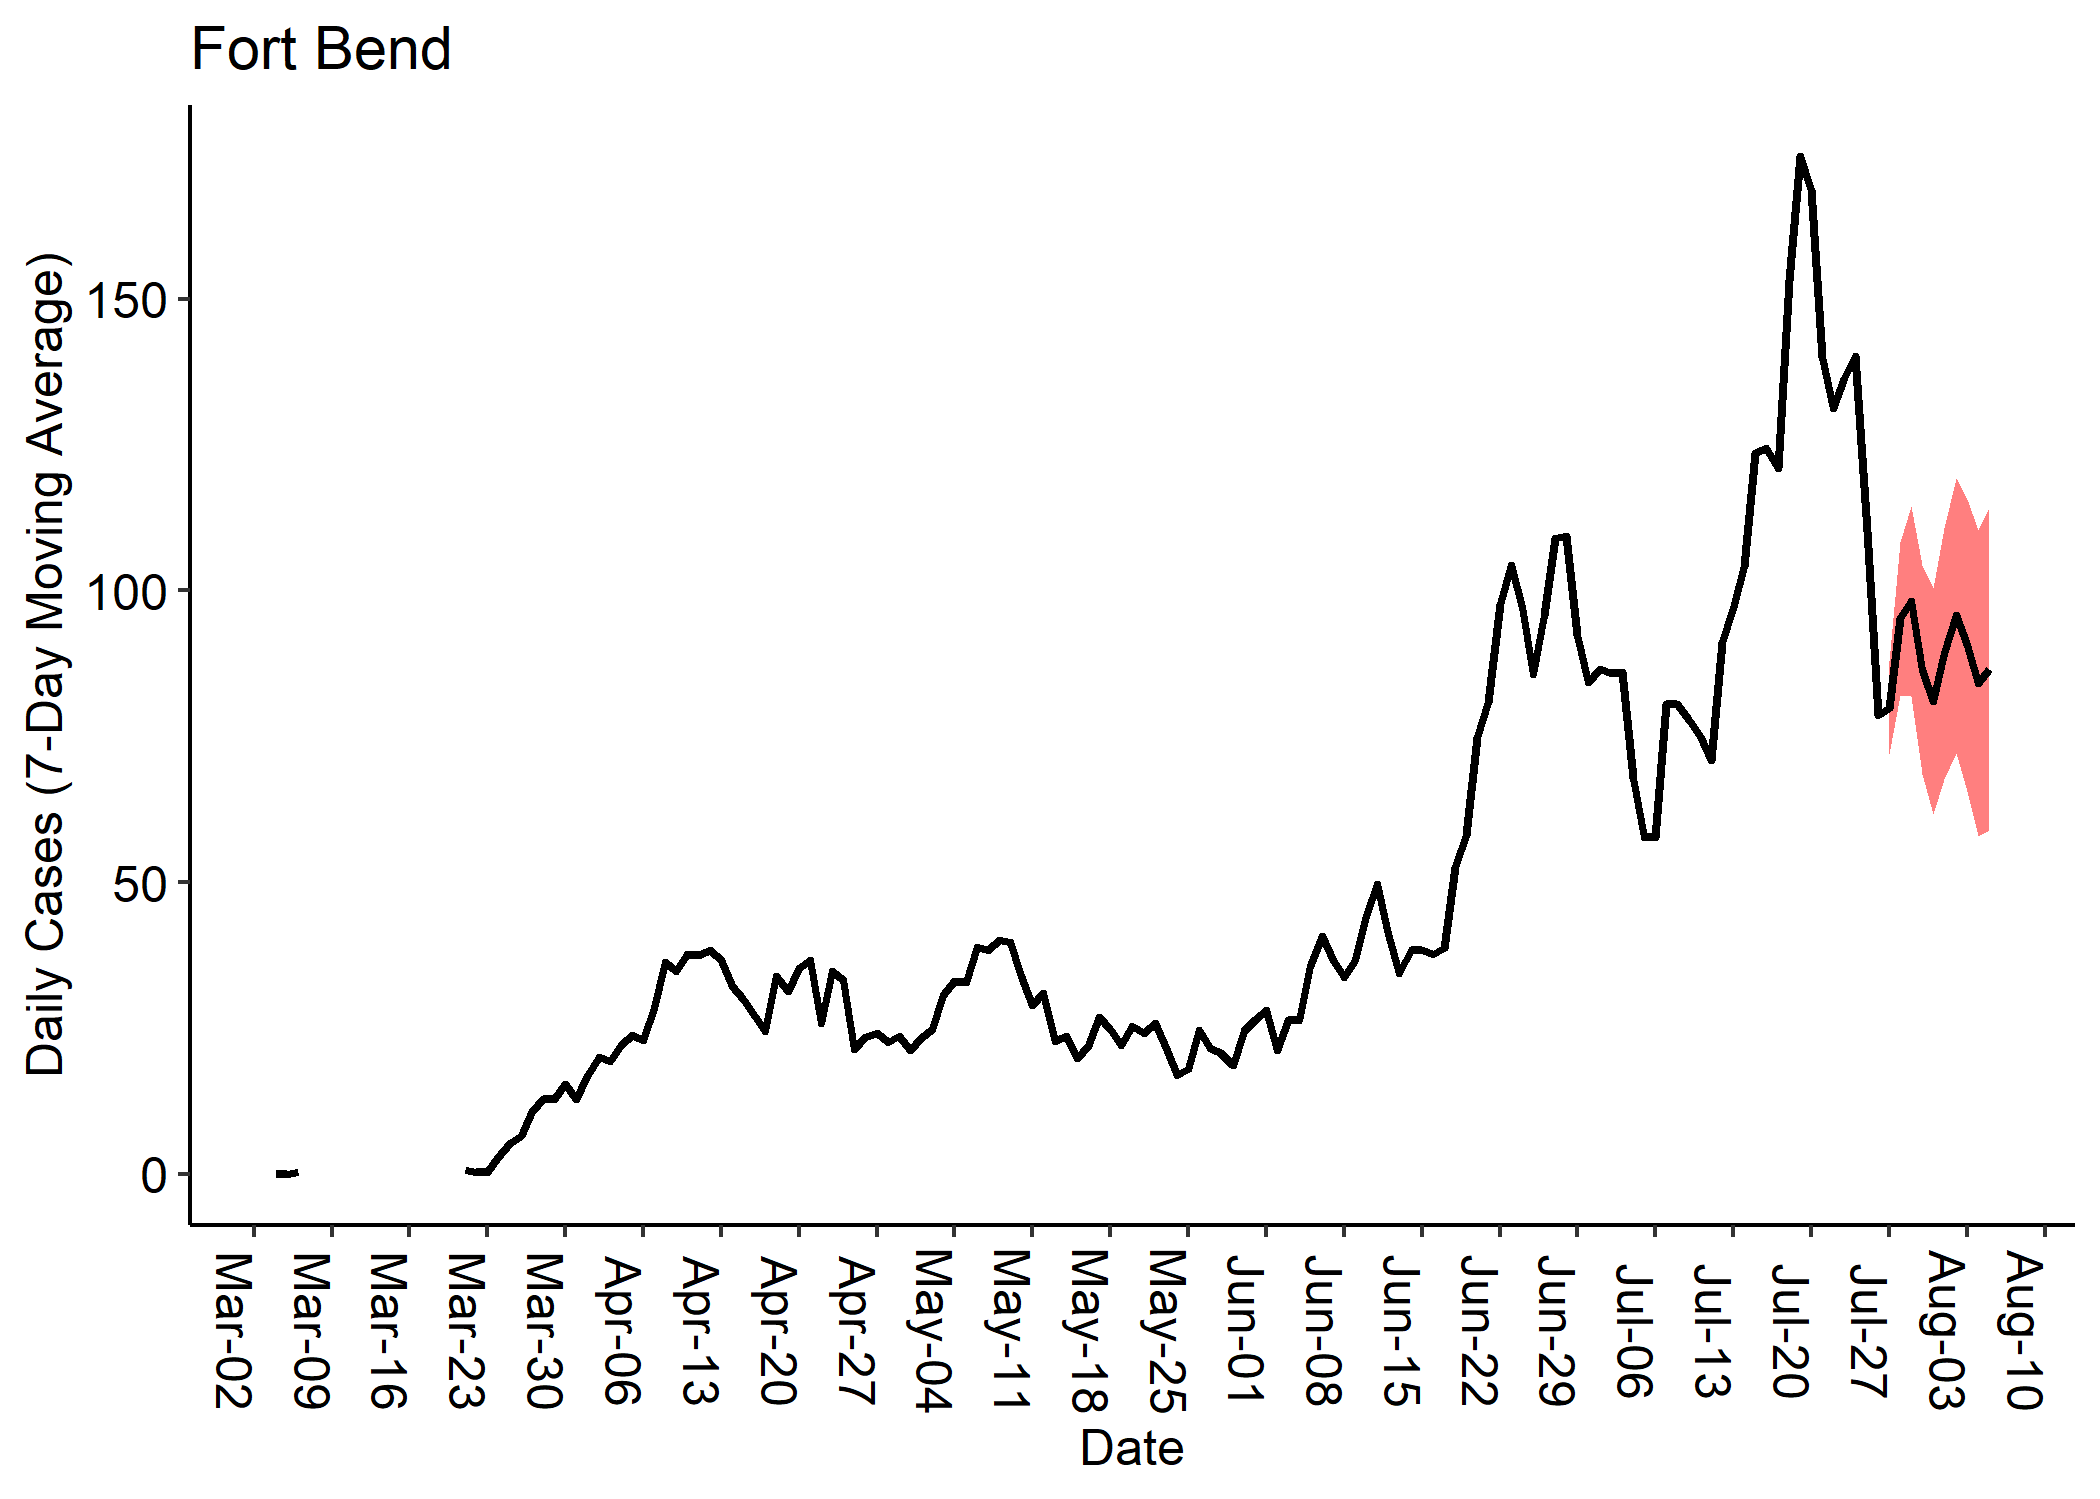 Fort Bend
Daily Cases (7-Day Moving Average)
150
100
50
0
Mar-02
Mar-09
Mar-16
Mar-23
Mar-30
Apr-06
Apr-13
Apr-20
Apr-27
May-04
May-11
May-18
May-25
Jun-01
Jun-08
Jun-15
Jun-22
Jun-29
Jul-06
Jul-13
Jul-20
Jul-27
Aug-03
Aug-10
Date